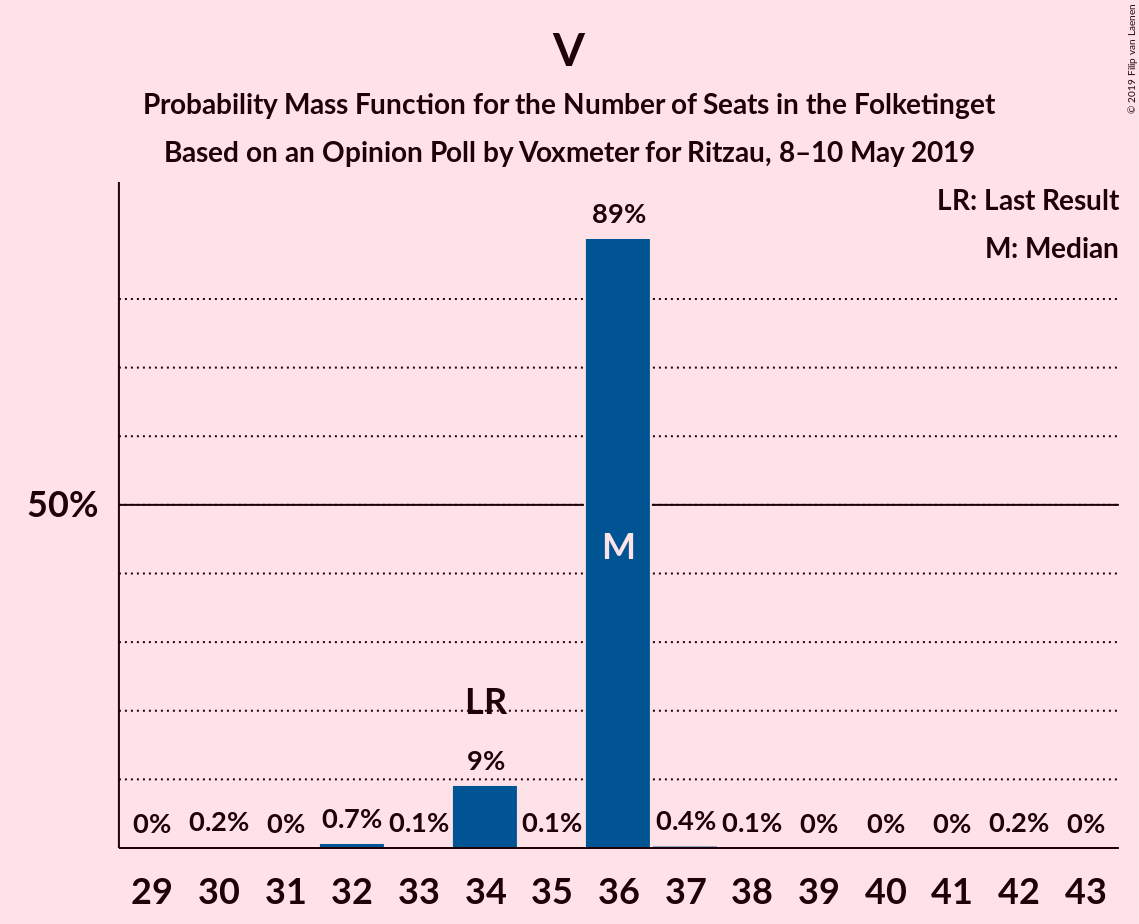 V
Probability Mass Function for the Number of Seats in the Folketinget
Based on an Opinion Poll by Voxmeter for Ritzau, 8–10 May 2019
© 2019 Filip van Laenen
LR: Last Result
M: Median
89%
50%
M
LR
9%
0% 0.2% 0% 0.7% 0.1% 0.1% 0.4% 0.1% 0% 0% 0% 0.2% 0%
29 30 31 32 33 34 35 36 37 38 39 40 41 42 43